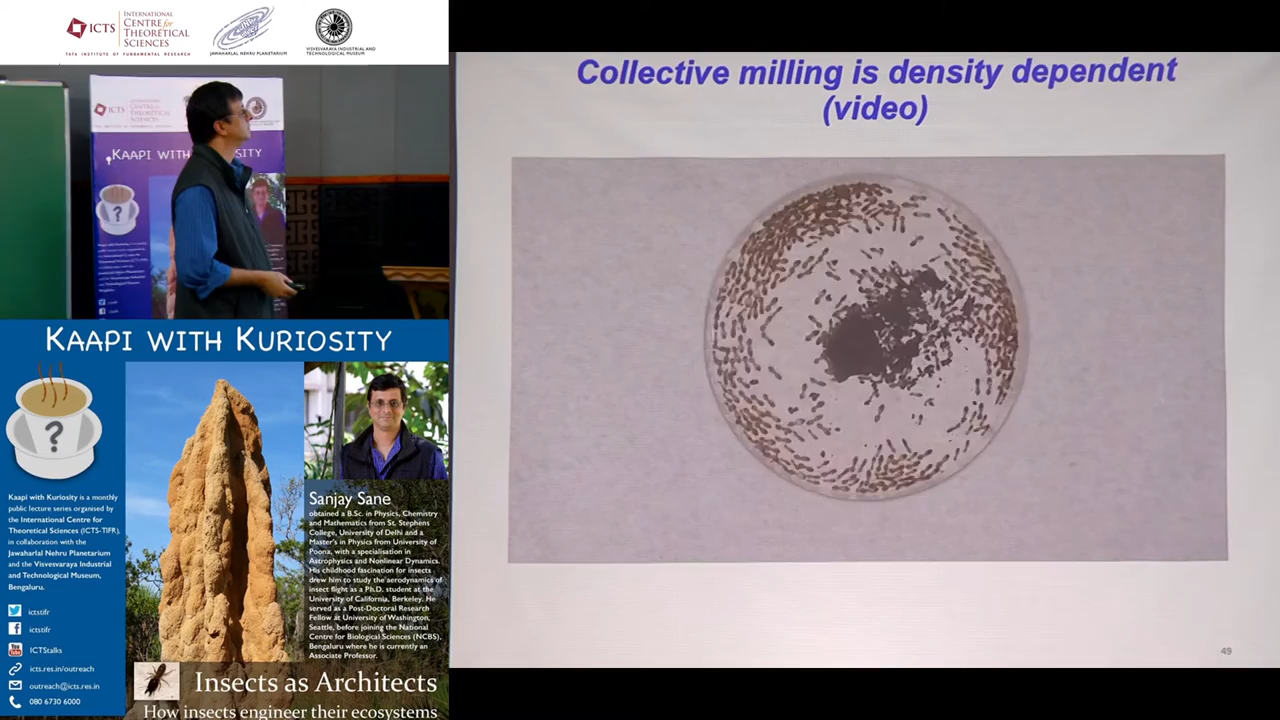 ICTS
INTERNATIONAL
CENTRE for
THEORETICAL
SCIENCES
TATA INSTITUTE OF FUNDAMENTAL RESEARCH
JAWAHARLAL NEHRU PLANETARIUM
VISVESVARAYA INDUSTRIAL AND
TECHNOLOGICAL MUSEUM
ICTS
KAAPI WITH
SITY
?
KAAPI WITH KURIOSITY
?
Kaapi with Kuriosity is a monthly
public lecture series organised by
the International Centre for
Theoretical Sciences (ICTS-TIFR),
in collaboration with the
Jawaharlal Nehru Planetarium
and the Visvesvaraya Industrial
and Technological Museum,
Bengaluru.
ictstifr
ictstifr
ICTStalks
icts.res.in/outreach
outreach@icts.res.in
080 6730 6000
Sanjay Sane
obtained a B.Sc. in Physics, Chemistry
and Mathematics from St. Stephens
College, University of Delhi and a
Master's in Physics from University of
Poona, with a specialisation in
Astrophysics and Nonlinear Dynamics.
His childhood fascination for insects
drew him to study the aerodynamics of
insect flight as a Ph.D. student at the
University of California, Berkeley. He
served as a Post-Doctoral Research
Fellow at University of Washington,
Seattle, before joining the National
Centre for Biological Sciences (NCBS),
Bengaluru where he is currently an
Associate Professor.
Insects as Architects
How insects engineer their ecosystems
Collective milling is density dependent
(video)
49